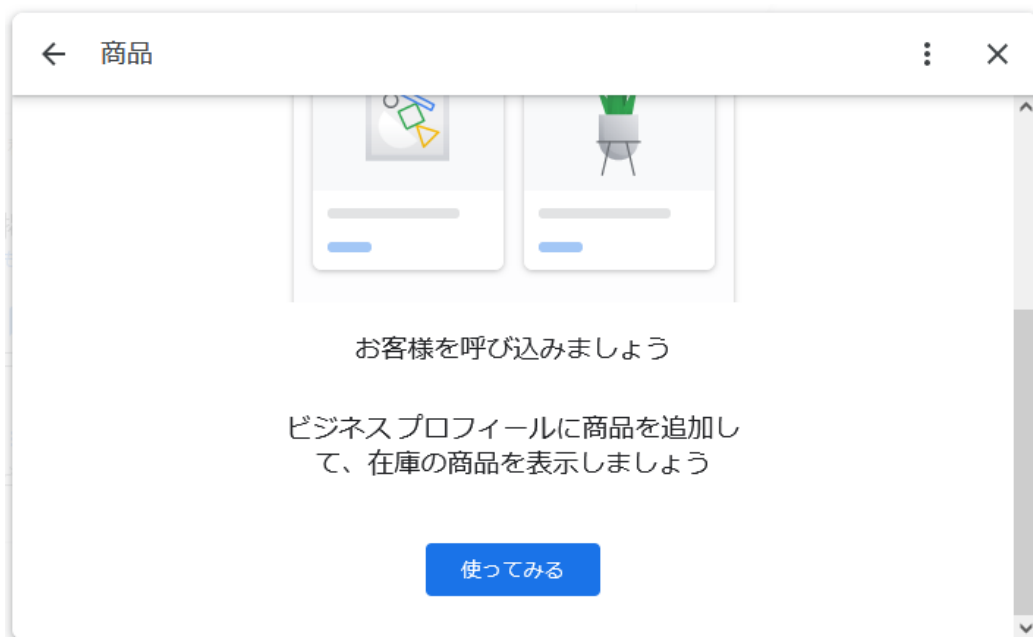 商品
お客様を呼び込みましょう
ビジネス プロフィールに商品を追加し
て、在庫の商品を表示しましょう
使ってみる